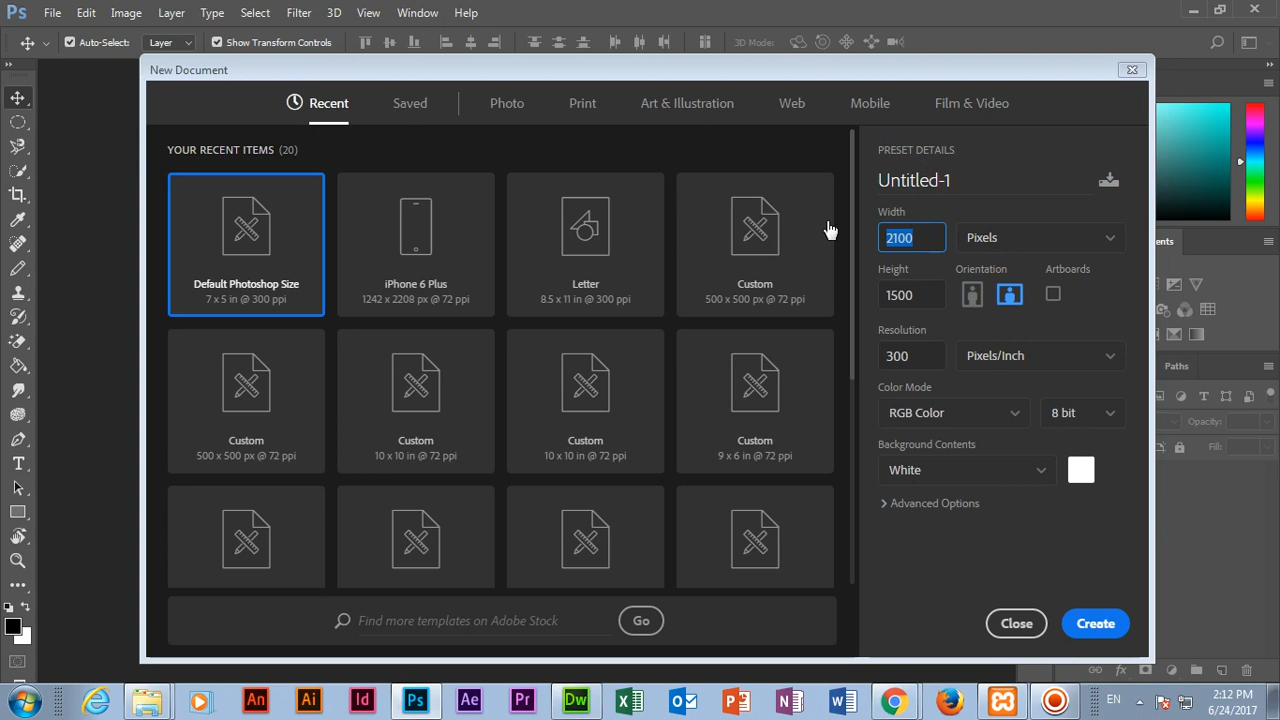 Ps File Edit Image Layer Type Select Filter 3D View Window Help
Auto-Select: Layer Show Transform Controls 3D Mode:
New Document
Recent Saved Photo Print Art & Illustration Web Mobile Film & Video
YOUR RECENT ITEMS (20)
Default Photoshop Size
7 x 5 in @ 300 ppi
iPhone 6 Plus
1242 x 2208 px @ 72 ppi
Letter
8.5 x 11 in @ 300 ppi
Custom
500 x 500 px @ 72 ppi
Custom
500 x 500 px @ 72 ppi
Custom
10 x 10 in @ 72 ppi
Custom
10 x 10 in @ 72 ppi
Custom
9 x 6 in @ 72 ppi
Find more templates on Adobe Stock Go
PRESET DETAILS
Untitled-1
Width
2100 Pixels
Height Orientation Artboards
1500
Resolution
300 Pixels/Inch
Color Mode
RGB Color 8 bit
Background Contents
White
Advanced Options
Close Create
Paths
Opacity:
Fill:
fx
An Ai Id Ps Ae Pr Dw EN 2:12 PM
6/24/2017